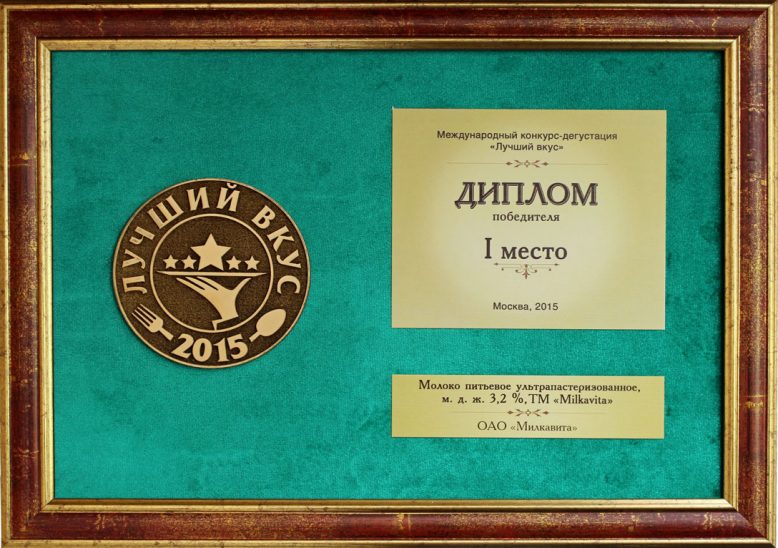 ЛУЧШИЙ ВКУС
2015
Международный конкурс-дегустация
«Лучший вкус»
ДИПЛОМ
победителя
I место
Москва, 2015
Молоко питьевое ультрапастеризованное,
м. д. ж. 3,2 %, ТМ «Milkavita»
ОАО «Милкавита»